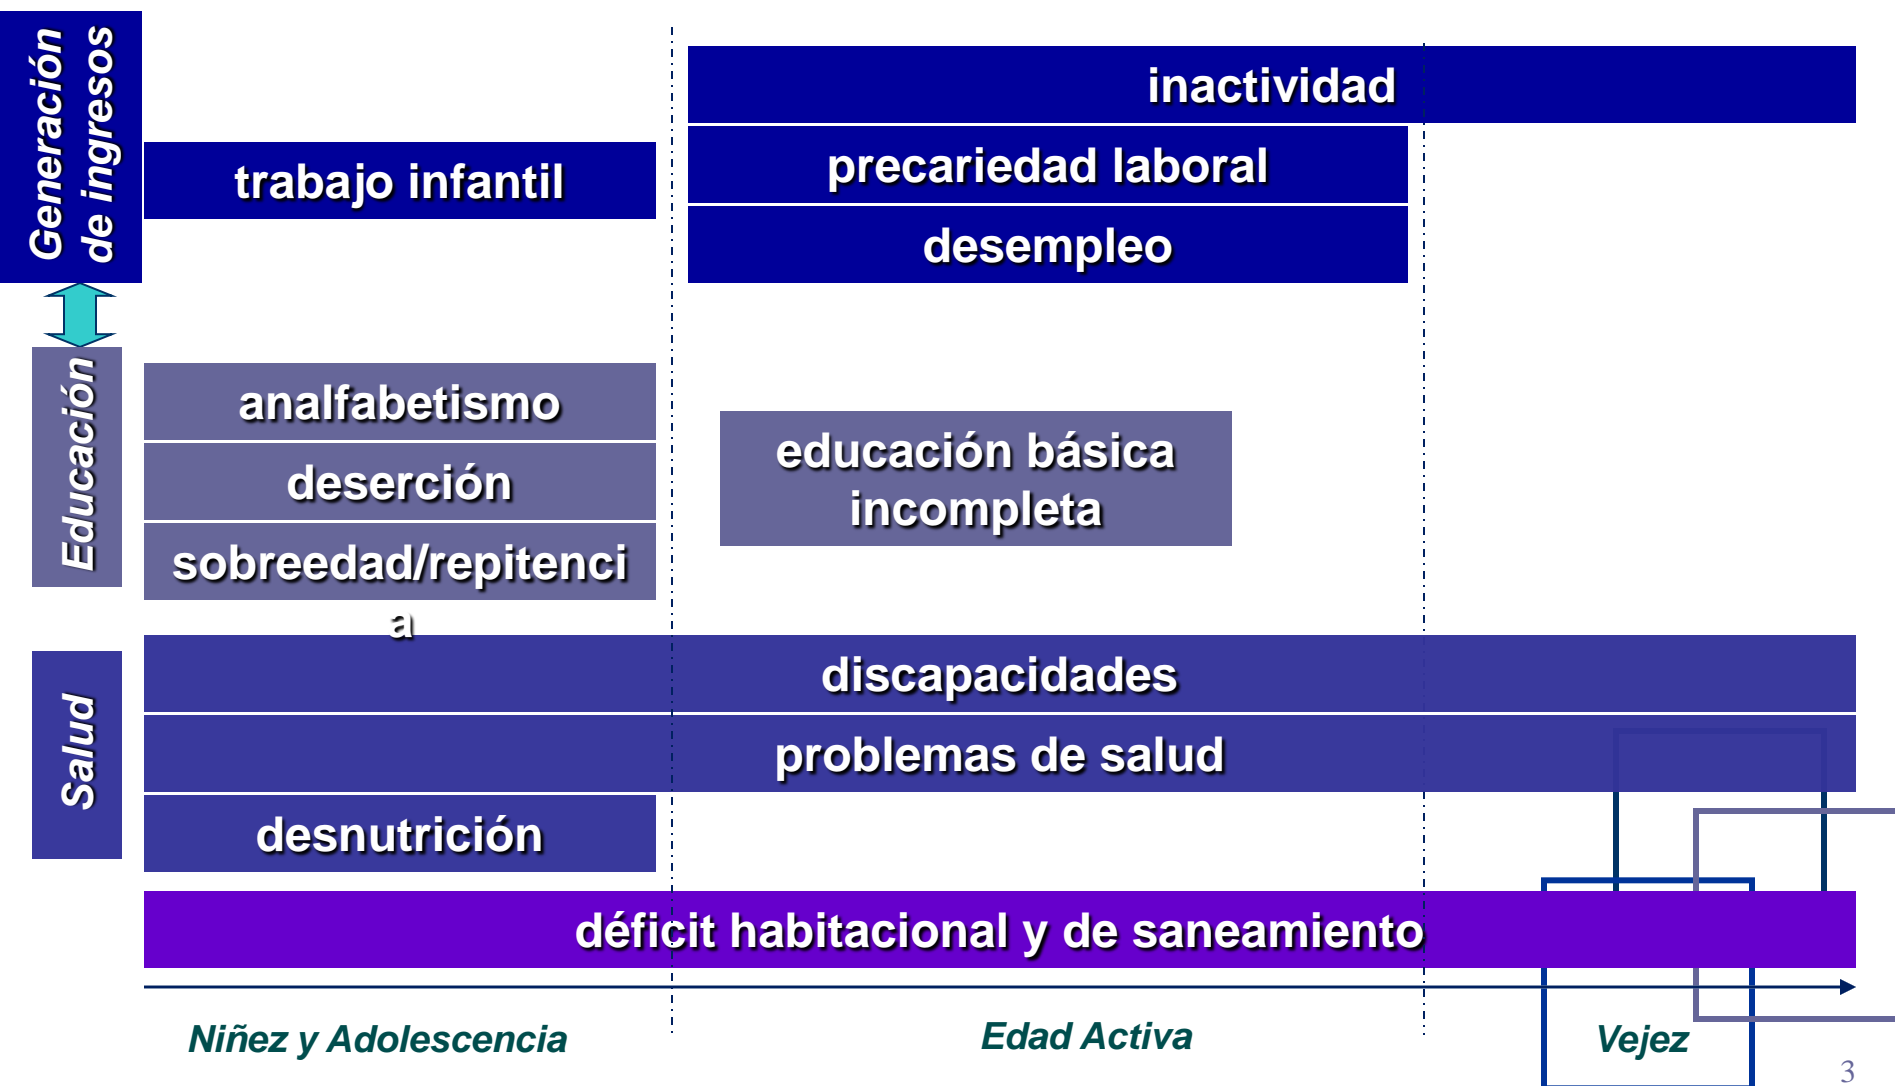 Generación
de ingresos
inactividad
trabajo infantil
precariedad laboral
desempleo
Educación
analfabetismo
deserción
sobreedad/repitenci
a
educación básica
incompleta
Salud
discapacidades
problemas de salud
desnutrición
déficit habitacional y de saneamiento
Niñez y Adolescencia
Edad Activa
Vejez
3